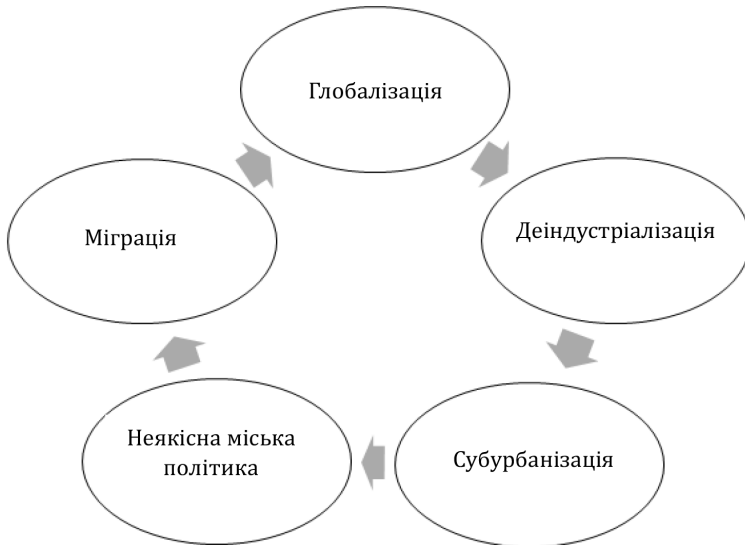 Глобалізація
Деіндустріалізація
Субурбанізація
Неякісна міська
політика
Міграція